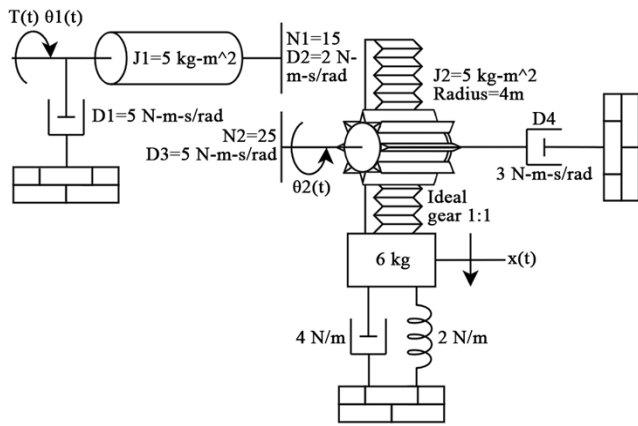 T(t) θ1(t)
J1=5 kg-m^2
N1=15
D2=2 N-
m-s/rad
J2=5 kg-m^2
Radius=4m
D1=5 N-m-s/rad
N2=25
D3=5 N-m-s/rad
θ2(t)
D4
3 N-m-s/rad
Ideal
gear 1:1
6 kg
x(t)
4 N/m
2 N/m